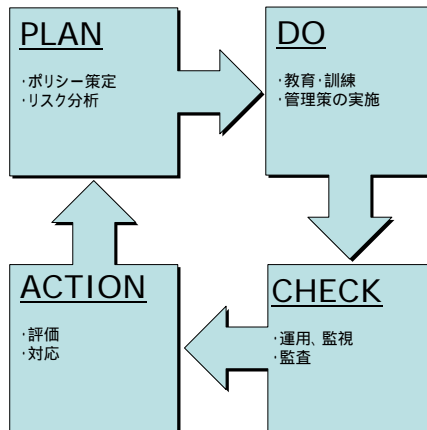 PLAN
・ポリシー策定
・リスク分析
DO
・教育・訓練
・管理策の実施
ACTION
・評価
・対応
CHECK
・運用、監視
・監査